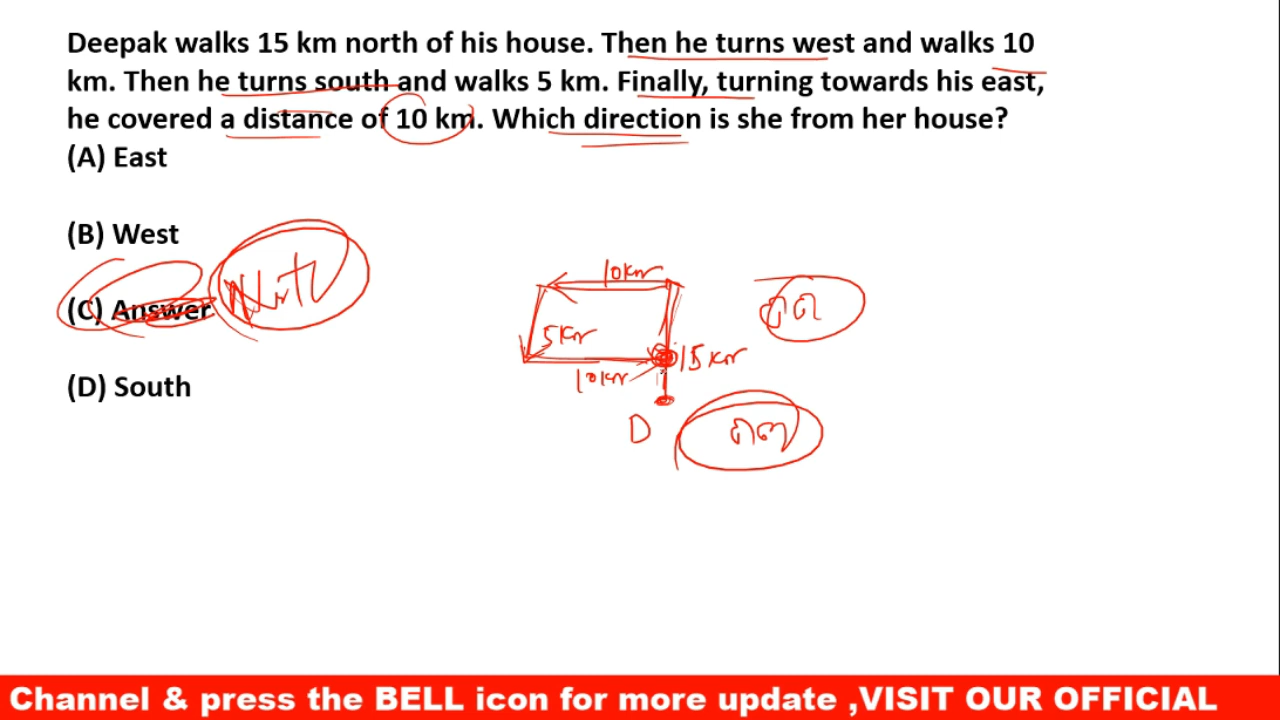 Deepak walks 15 km north of his house. Then he turns west and walks 10
km. Then he turns south and walks 5 km. Finally, turning towards his east,
he covered a distance of 10 km. Which direction is she from her house?
(A) East
(B) West
(C) Answer
(D) South
10km
5km
15 km
10km
D
Channel & press the BELL icon for more update ,VISIT OUR OFFICIAL